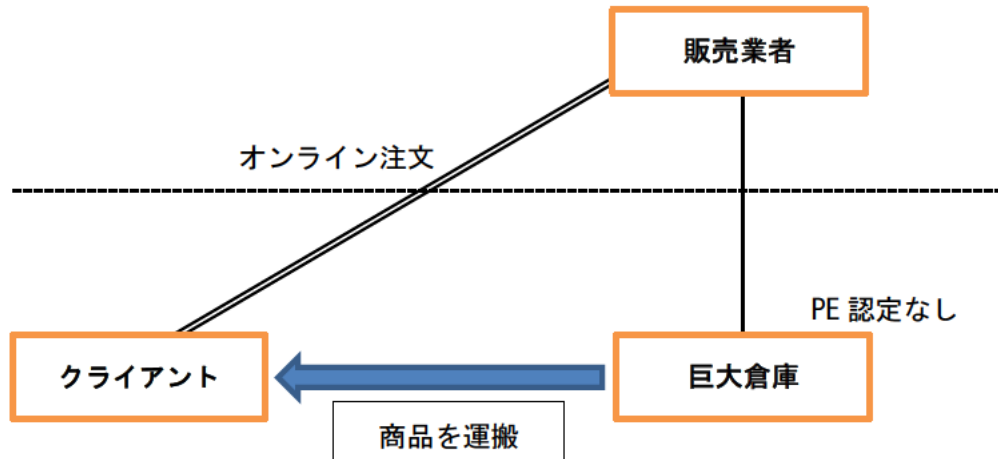 販売業者
オンライン注文
PE 認定なし
クライアント
巨大倉庫
商品を運搬